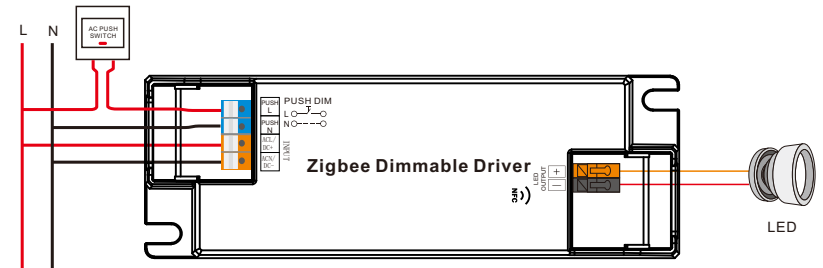 L N
AC PUSH
SWITCH
PUSH
L
PUSH DIM
L
PUSH
N
N
ACL/
DC+
ACN/
DC-
INPUT
Zigbee Dimmable Driver
NFC
LED
OUTPUT
+
—
LED